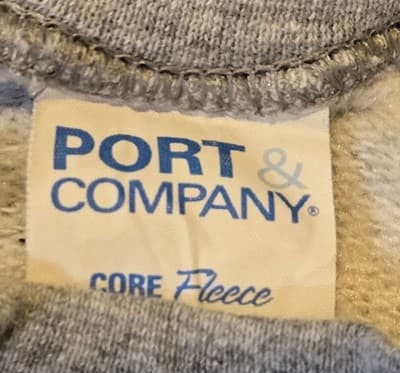 PORT &
COMPANY®
CORE Fleece